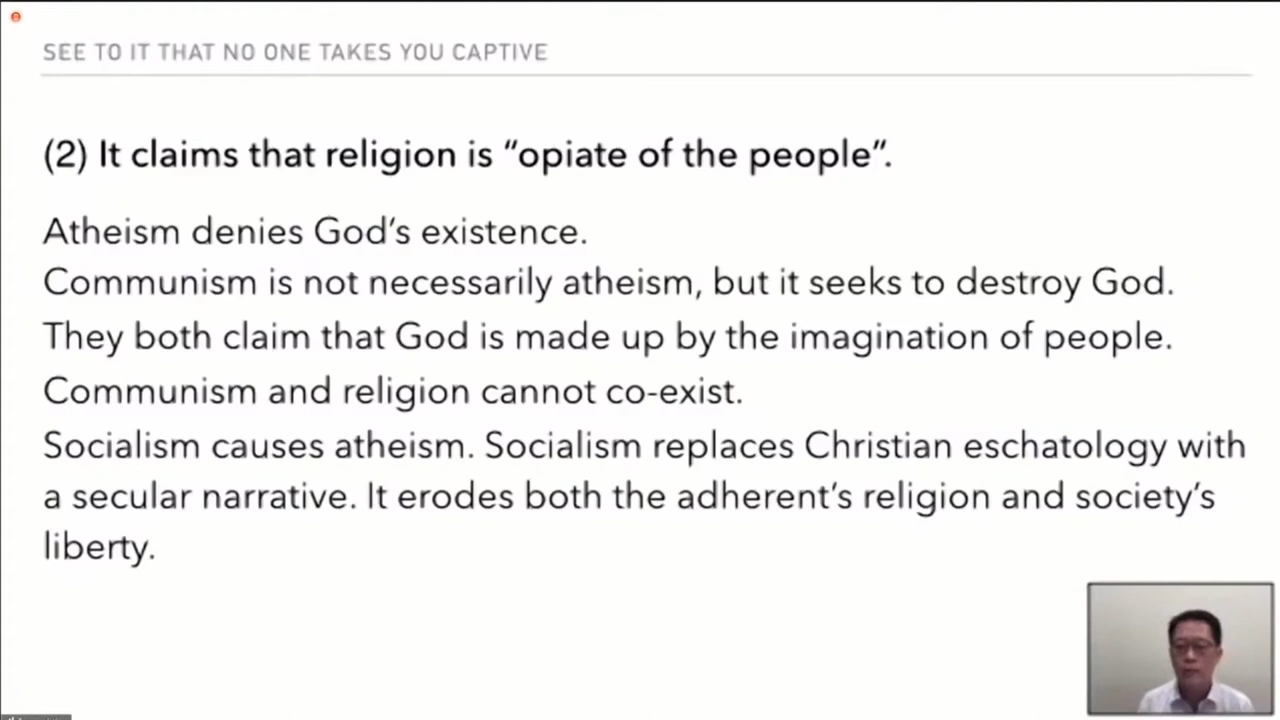 SEE TO IT THAT NO ONE TAKES YOU CAPTIVE
(2) It claims that religion is “opiate of the people”.
Atheism denies God’s existence.
Communism is not necessarily atheism, but it seeks to destroy God.
They both claim that God is made up by the imagination of people.
Communism and religion cannot co-exist.
Socialism causes atheism. Socialism replaces Christian eschatology with
a secular narrative. It erodes both the adherent’s religion and society’s
liberty.